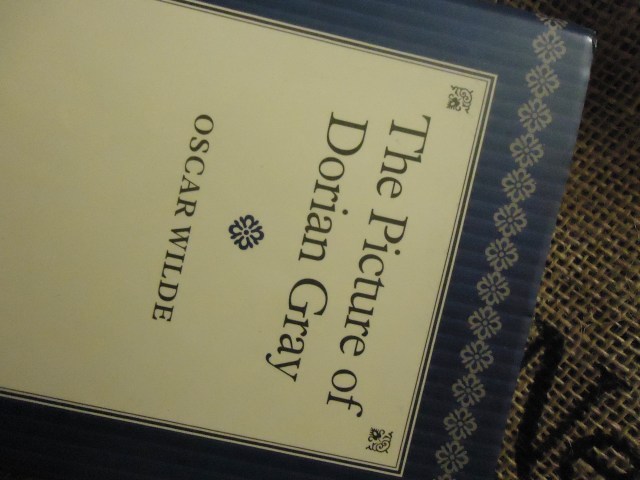 The Picture of
Dorian Gray
OSCAR WILDE